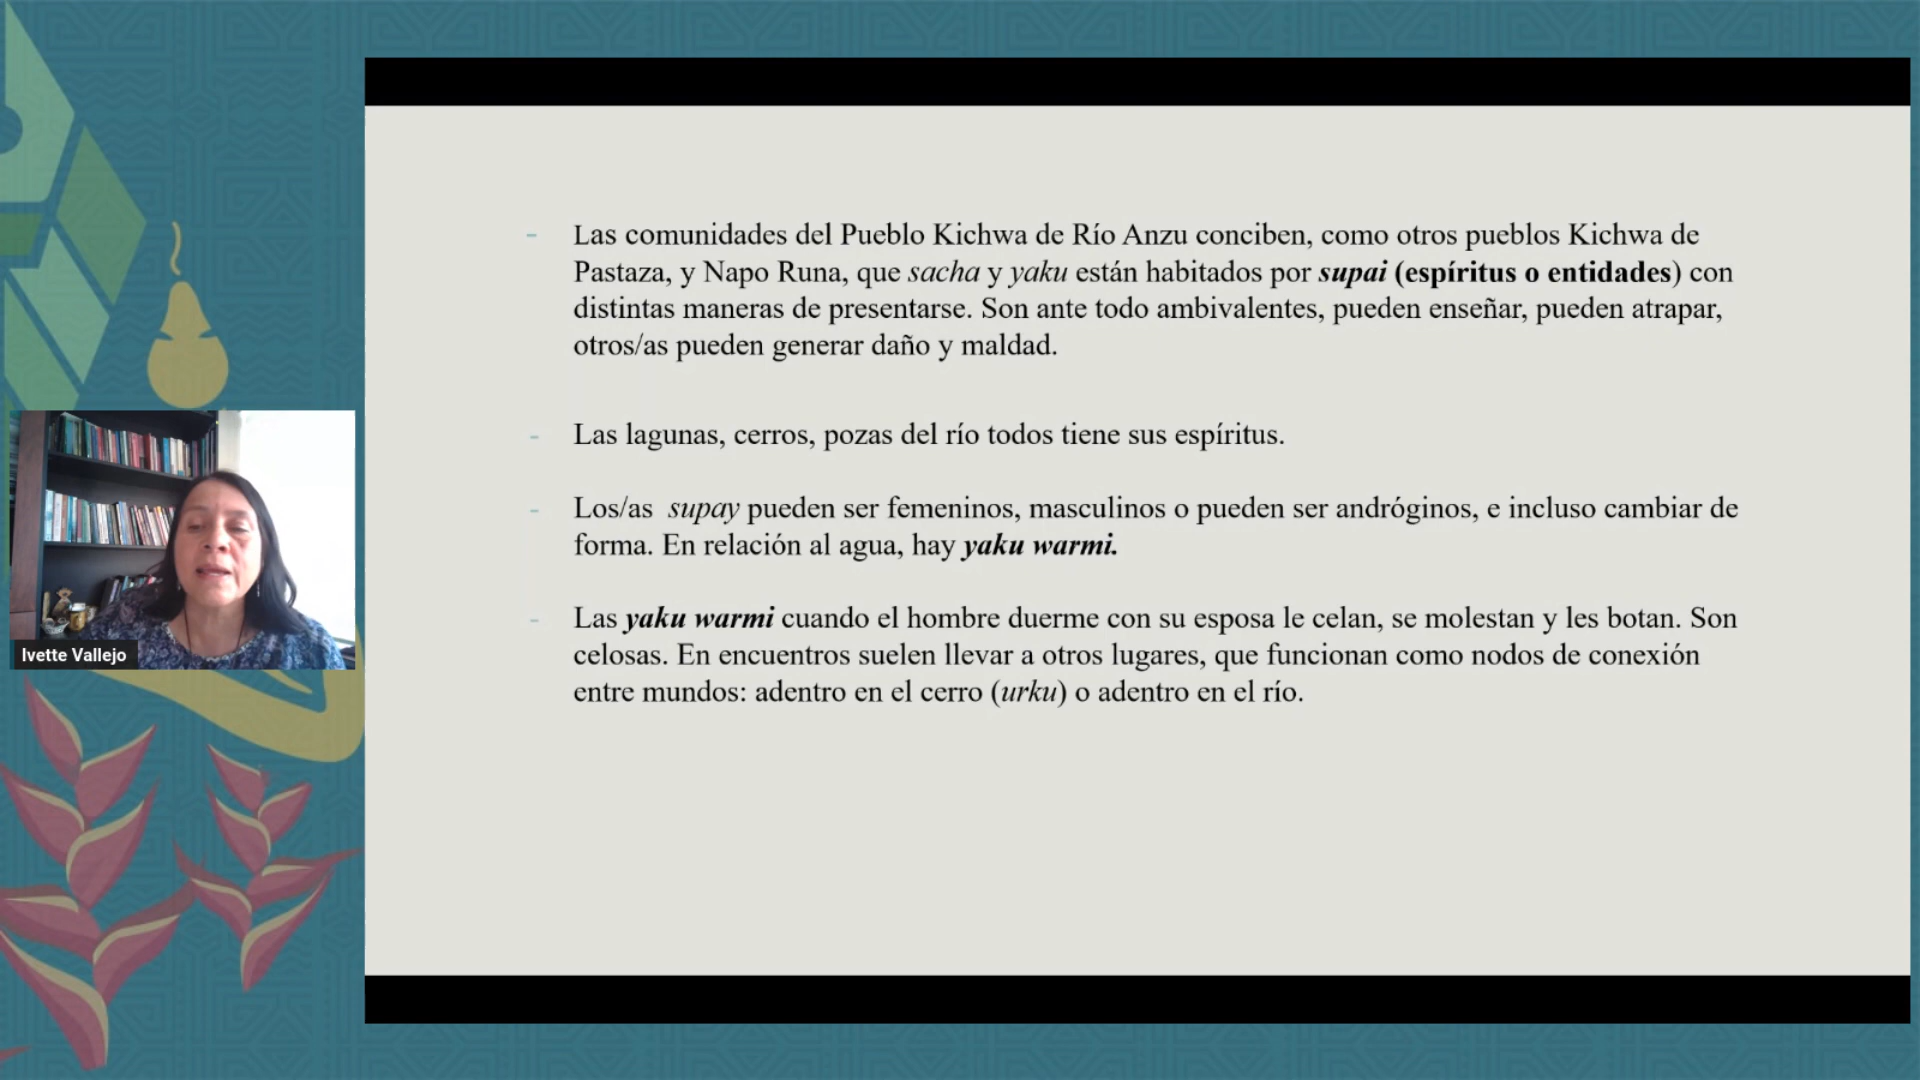 - Las comunidades del Pueblo Kichwa de Río Anzu conciben, como otros pueblos Kichwa de
Pastaza, y Napo Runa, que sacha y yaku están habitados por supai (espíritus o entidades) con
distintas maneras de presentarse. Son ante todo ambivalentes, pueden enseñar, pueden atrapar,
otros/as pueden generar daño y maldad.
- Las lagunas, cerros, pozas del río todos tiene sus espíritus.
- Los/as supay pueden ser femeninos, masculinos o pueden ser andróginos, e incluso cambiar de
forma. En relación al agua, hay yaku warmi.
- Las yaku warmi cuando el hombre duerme con su esposa le celan, se molestan y les botan. Son
celosas. En encuentros suelen llevar a otros lugares, que funcionan como nodos de conexión
entre mundos: adentro en el cerro (urku) o adentro en el río.
Ivette Vallejo